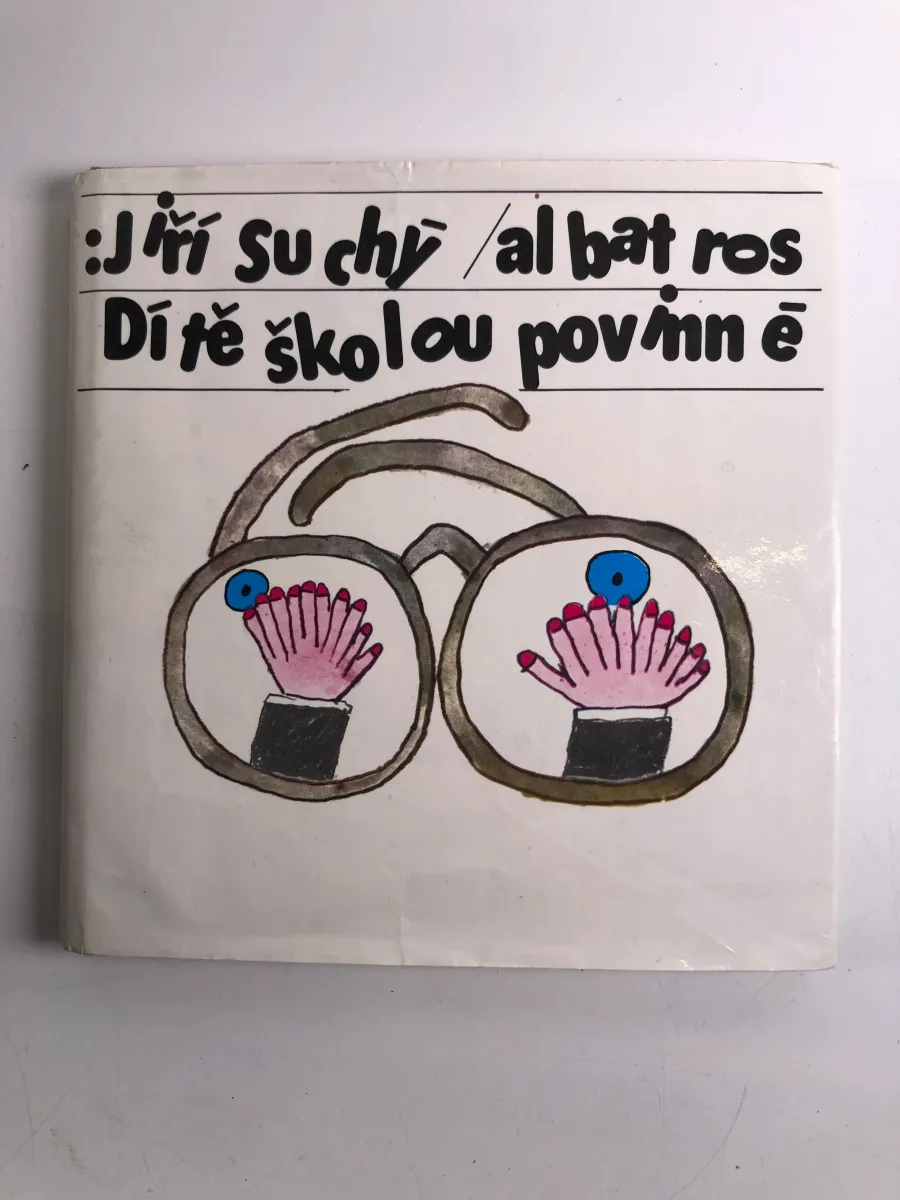 :Jiří Suchý /albatros
Dítě školou povinné